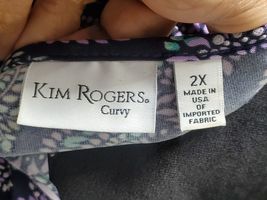 KIM ROGERS®
Curvy
2X
MADE IN
USA
OF
IMPORTED
FABRIC